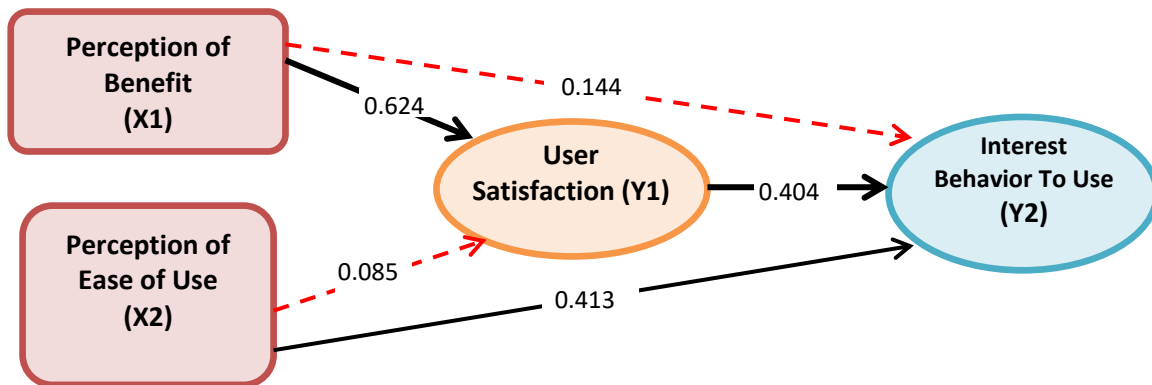 Perception of
Benefit
(X1)
0.144
0.624
User
Satisfaction (Y1)
Interest
Behavior To Use
(Y2)
0.404
Perception of
Ease of Use
(X2)
0.085
0.413